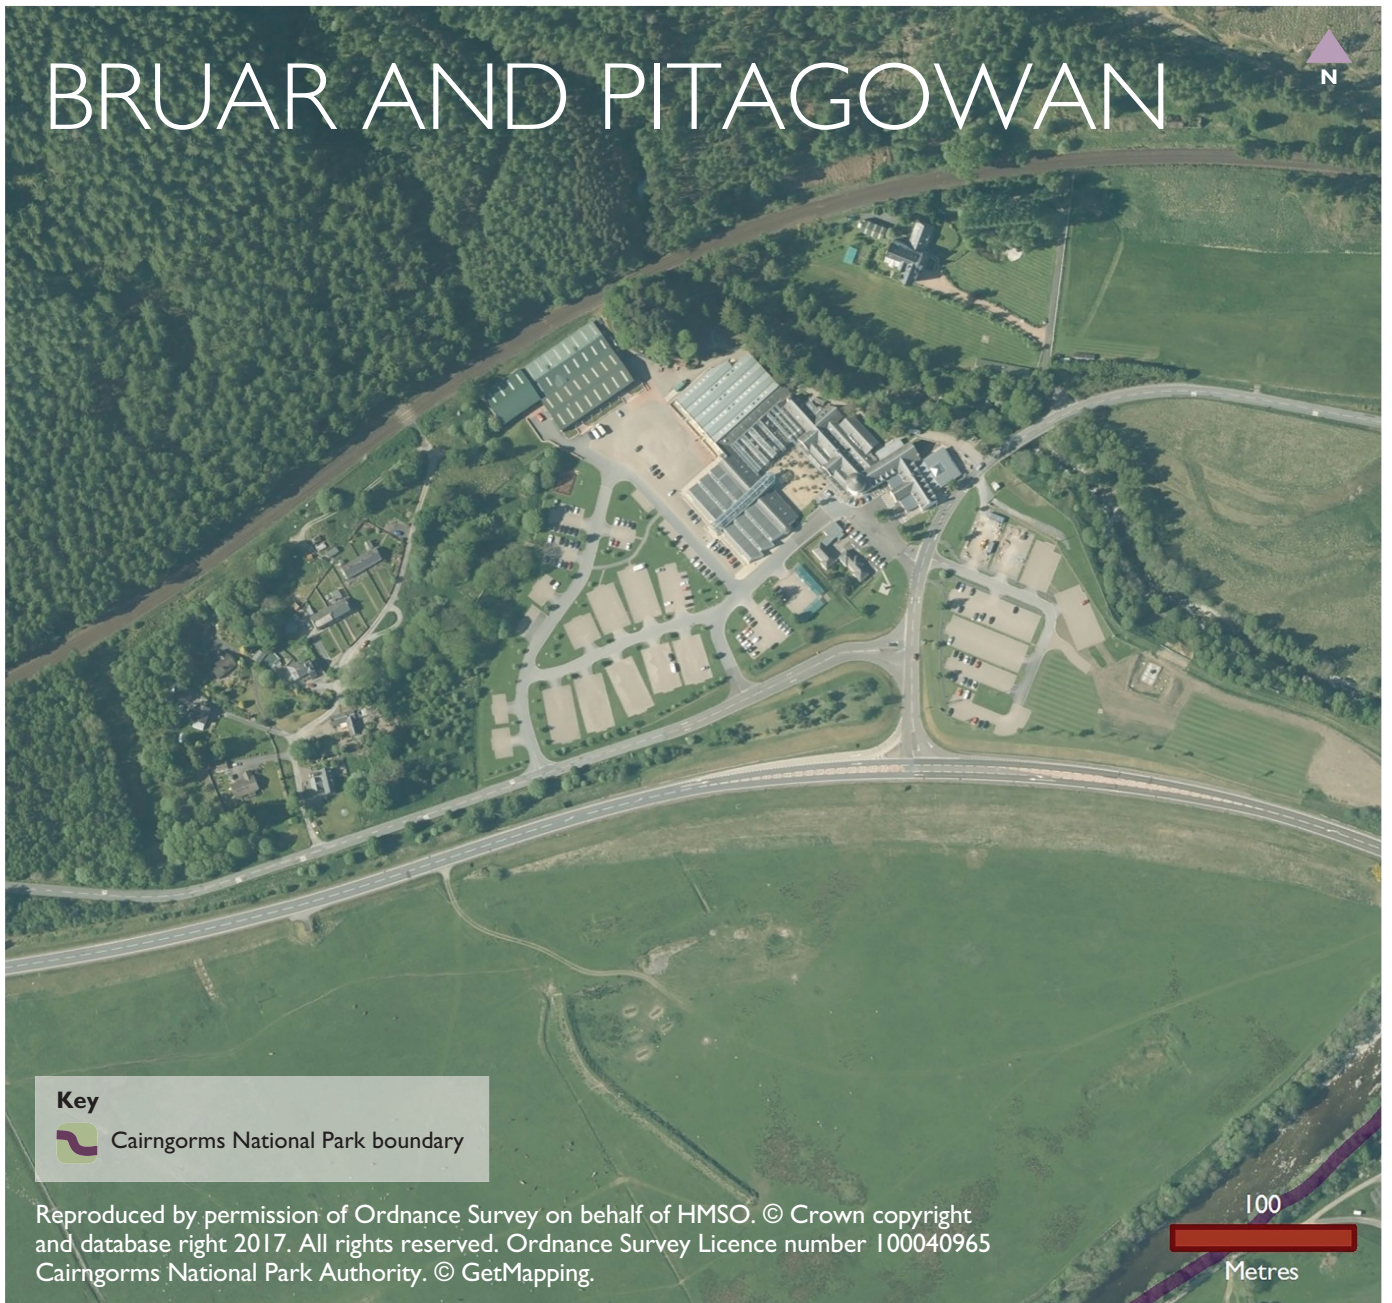 BRUAR AND PITAGOWAN
N
Key
Cairngorms National Park boundary
Reproduced by permission of Ordnance Survey on behalf of HMSO. © Crown copyright
and database right 2017. All rights reserved. Ordnance Survey Licence number 100040965
Cairngorms National Park Authority. © GetMapping.
100
Metres